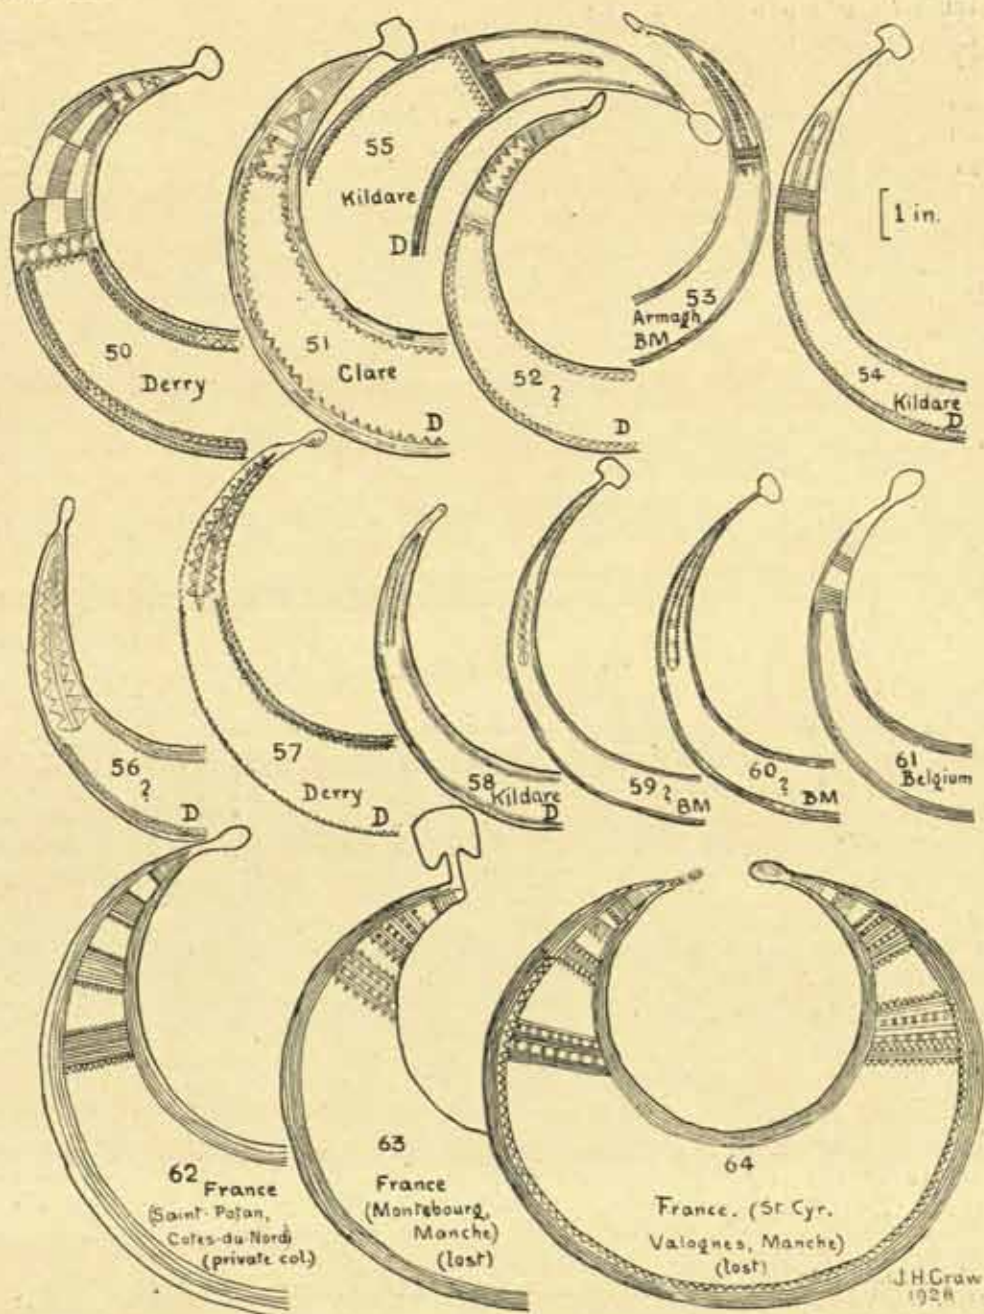 50
Derry
51
Clare
D
55
Kildare
D
52
?
D
53
Armagh
BM
54
Kildare
D
[1 in.
56
?
D
57
Derry
D
58 Kildare
D
59 ? BM
60
? BM
61
Belgium
62 France
(Saint-Potan,
Cotes-du-Nord)
(private col.)
63
France
(Montebourg,
Manche)
(lost)
64
France. (St Cyr.
Valognes, Manche)
(lost)
J.H.Craw